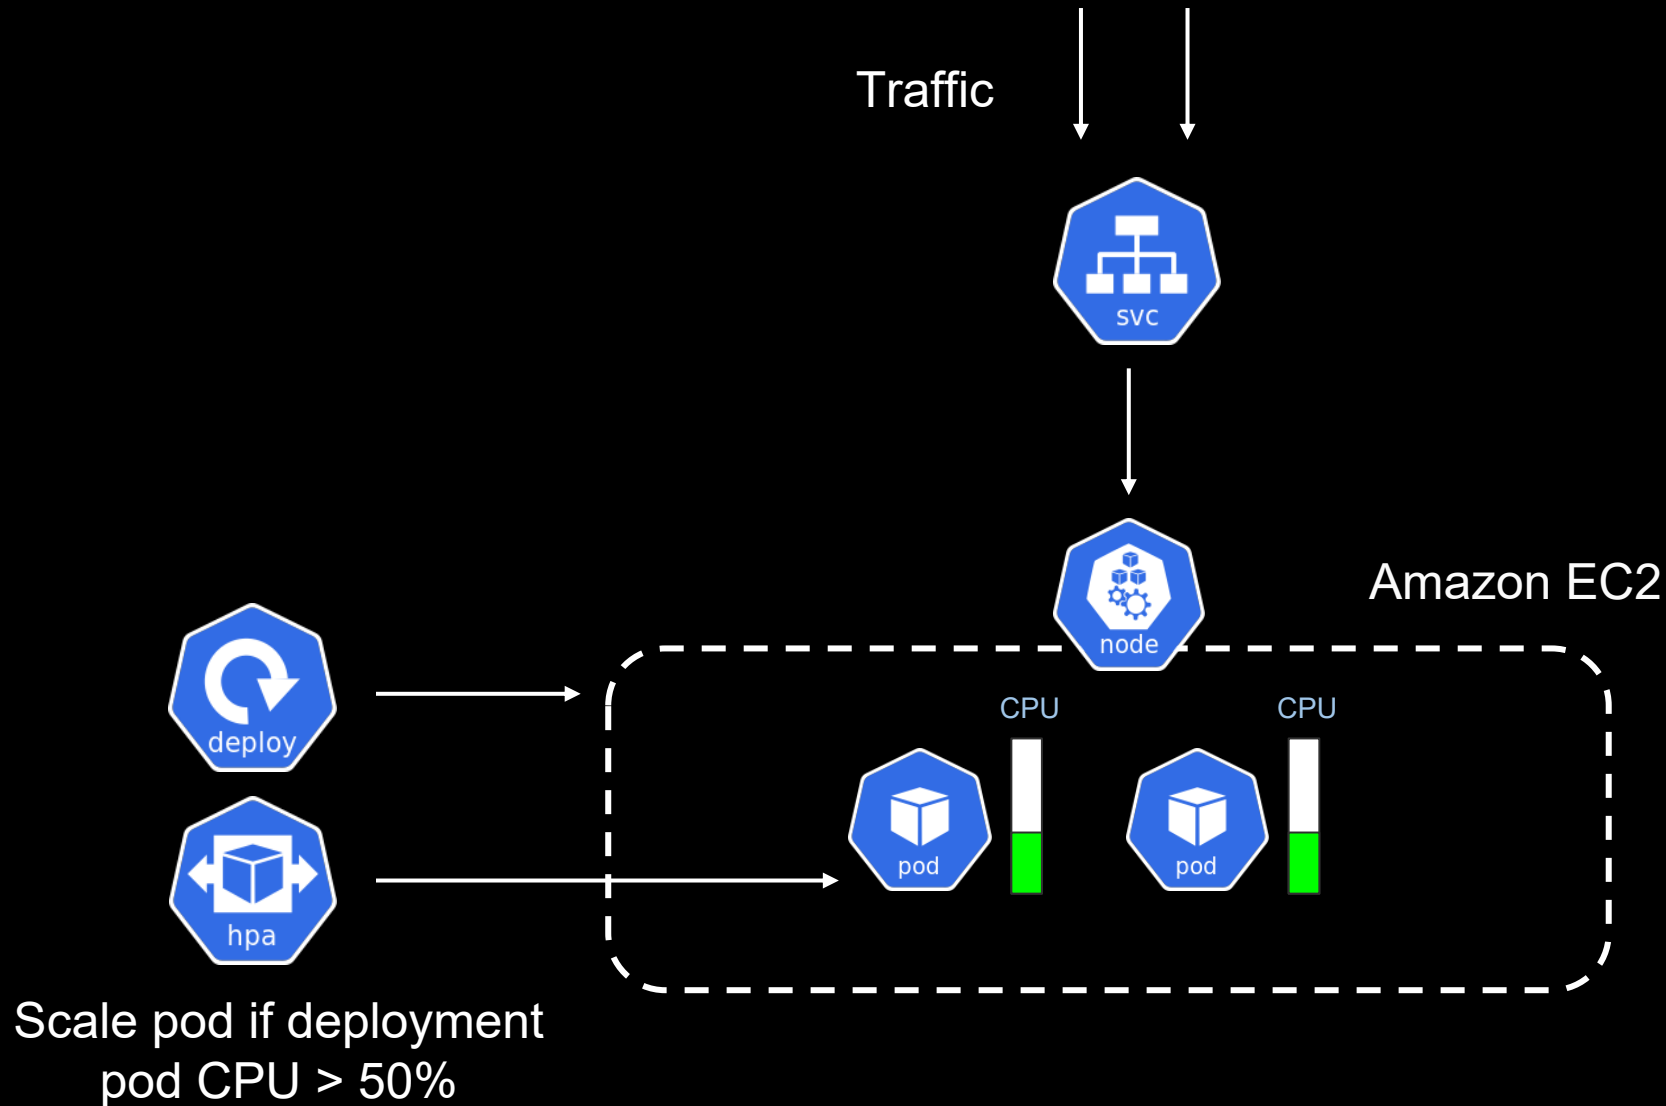 Traffic
svc
Amazon EC2
node
deploy
CPU
CPU
pod
pod
hpa
Scale pod if deployment
pod CPU > 50%